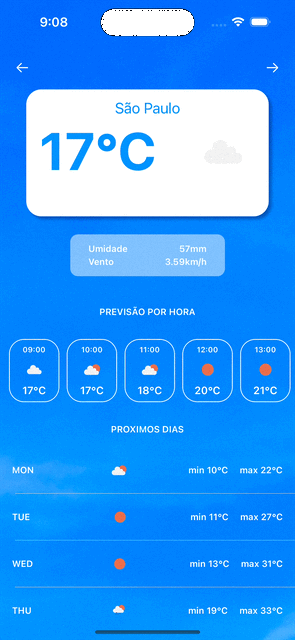 9:08
São Paulo
17°C
Umidade 57mm
Vento 3.59km/h
PREVISÃO POR HORA
09:00 10:00 11:00 12:00 13:00
17°C 17°C 18°C 20°C 21°C
PROXIMOS DIAS
MON min 10°C max 22°C
TUE min 11°C max 27°C
WED min 13°C max 31°C
THU min 19°C max 33°C